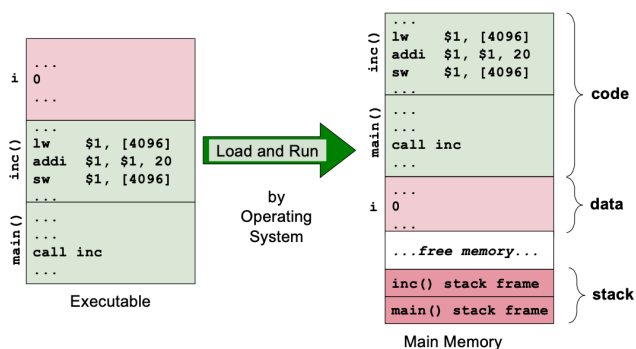 ...
i 0
...
...
inc()
lw $1, [4096]
addi $1, $1, 20
sw $1, [4096]
...
main()
...
...
call inc
...
Executable
Load and Run
by
Operating
System
...
inc()
lw $1, [4096]
addi $1, $1, 20
sw $1, [4096]
...
main()
...
...
call inc
...
code
...
i 0
...
data
...free memory...
inc() stack frame
main() stack frame
stack
Main Memory